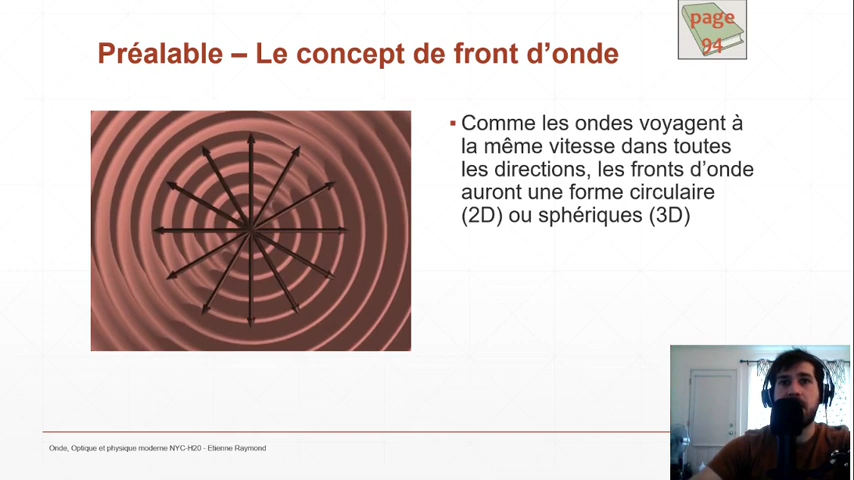 Préalable – Le concept de front d’onde
page
94
▪ Comme les ondes voyagent à
la même vitesse dans toutes
les directions, les fronts d’onde
auront une forme circulaire
(2D) ou sphériques (3D)
Onde, Optique et physique moderne NYC-H20 - Etienne Raymond